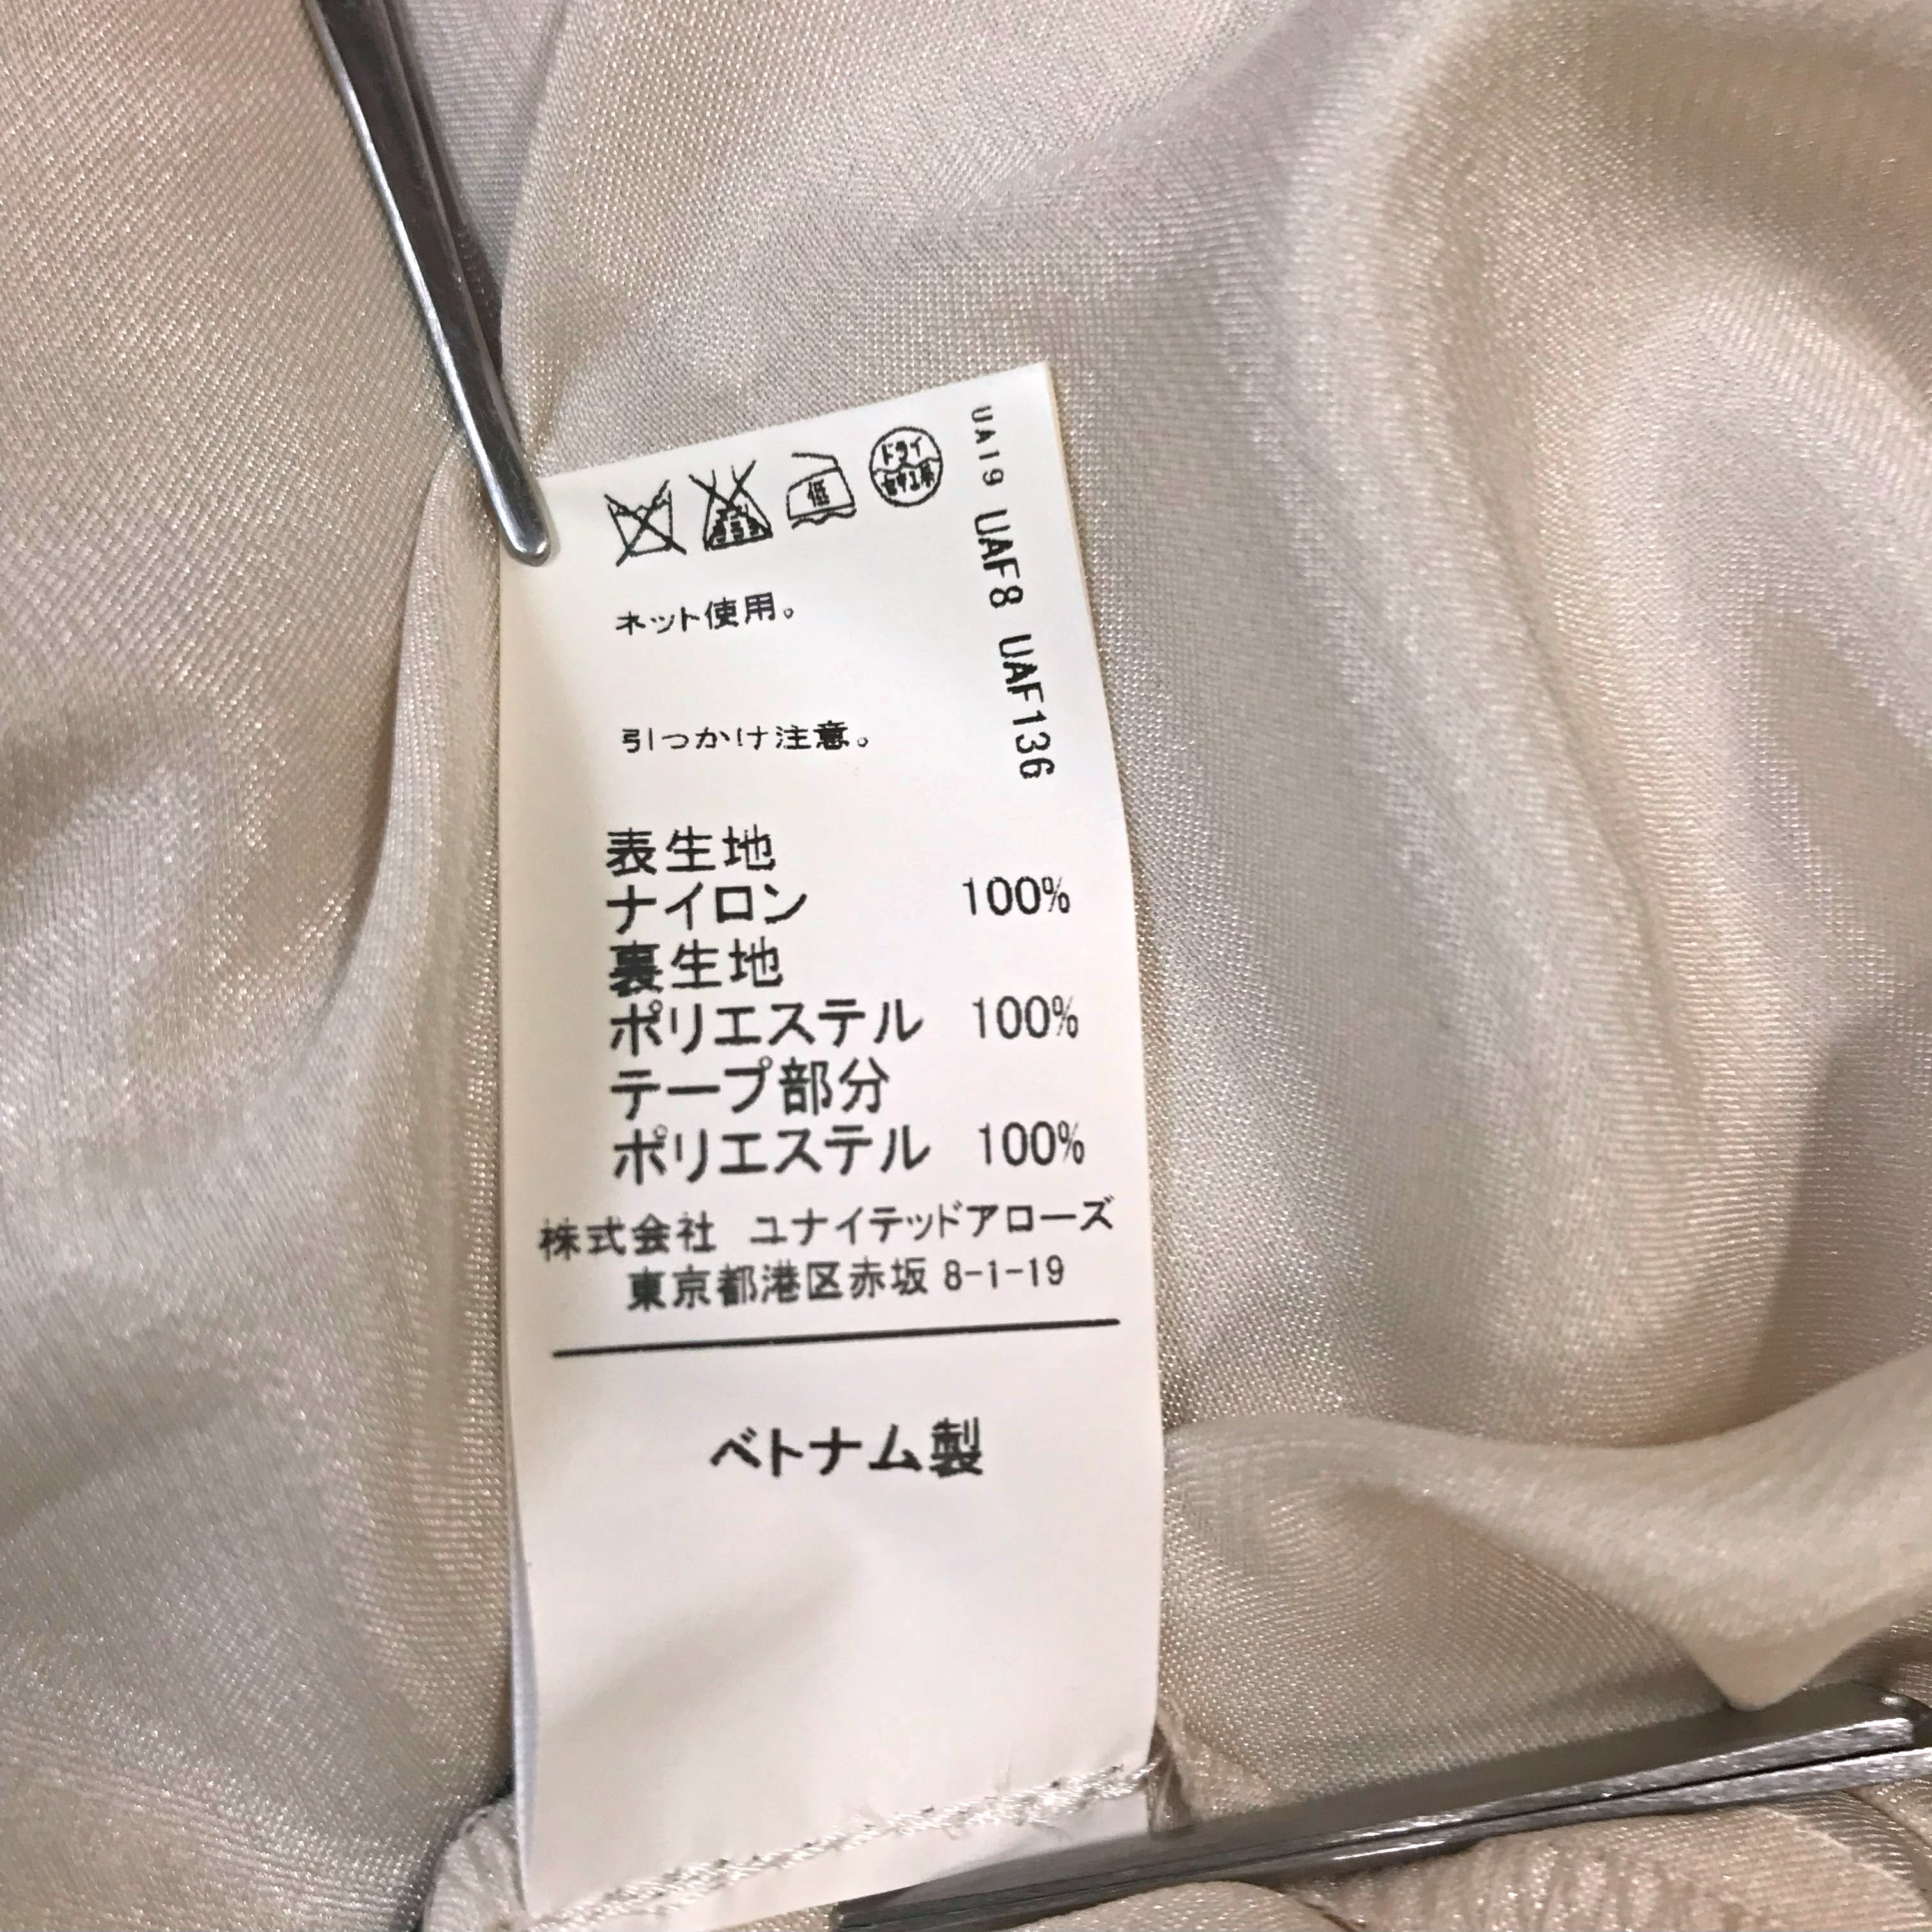 低
ドライ
セキユ系
UA19 UAF8 UAF136
ネット使用。
引っかけ注意。
表生地
ナイロン 100%
裏生地
ポリエステル 100%
テープ部分
ポリエステル 100%
株式会社 ユナイテッドアローズ
東京都港区赤坂 8-1-19
ベトナム製